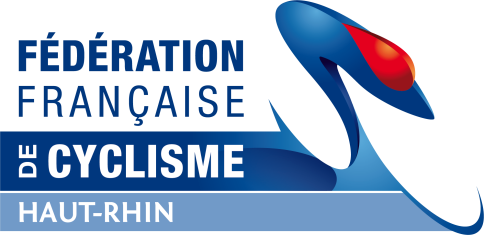 FÉDÉRATION
FRANÇAISE
DE CYCLISME
HAUT-RHIN